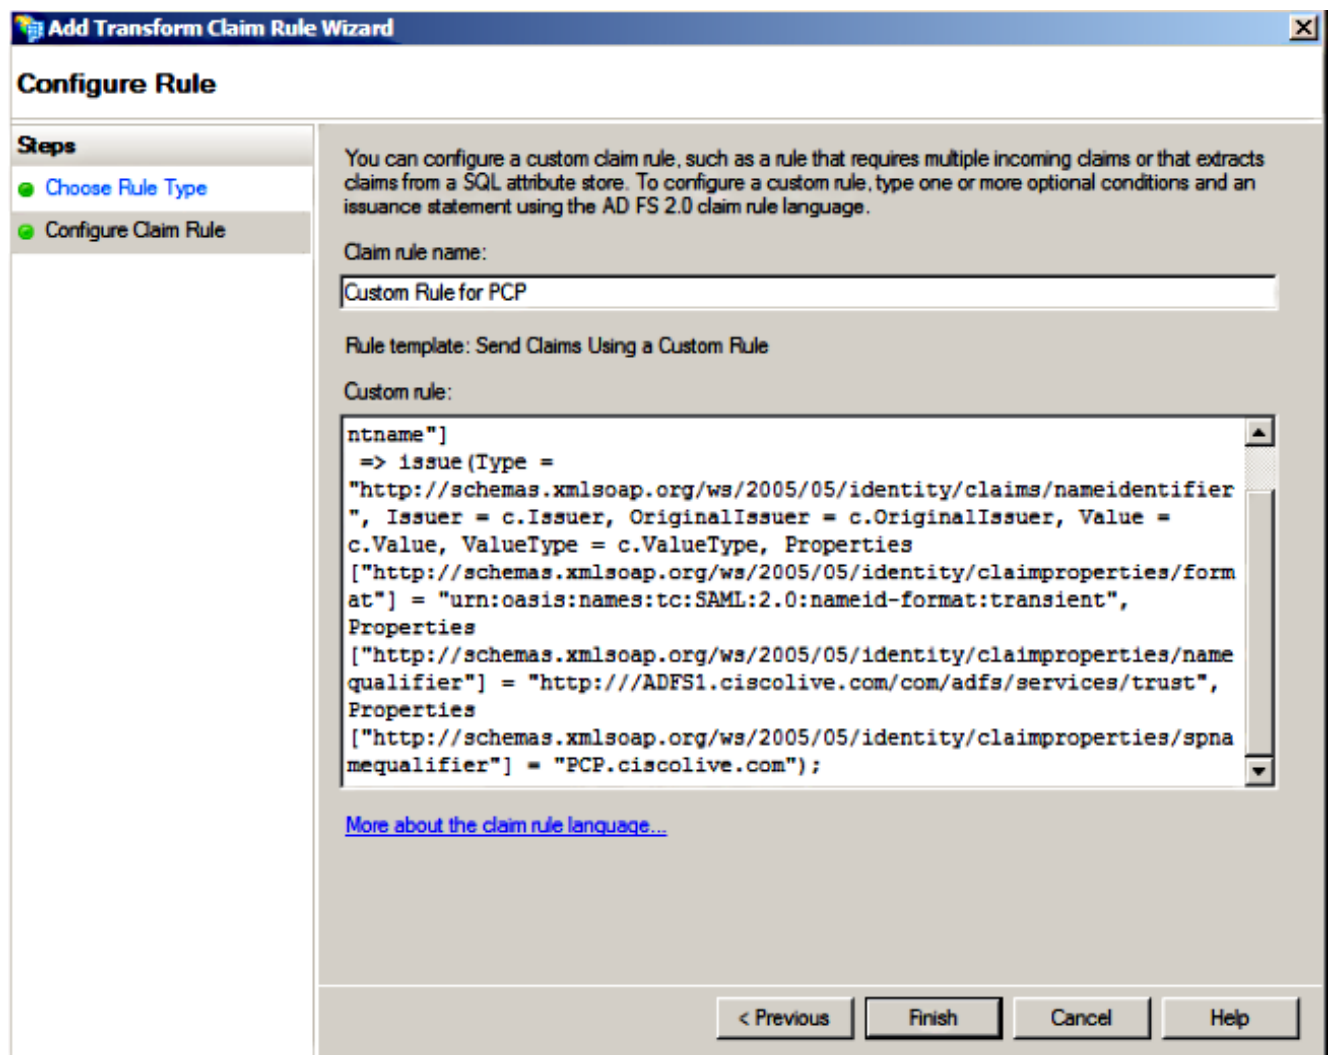 Add Transform Claim Rule Wizard
Configure Rule
Steps
Choose Rule Type
Configure Claim Rule
You can configure a custom claim rule, such as a rule that requires multiple incoming claims or that extracts
claims from a SQL attribute store. To configure a custom rule, type one or more optional conditions and an
issuance statement using the AD FS 2.0 claim rule language.
Claim rule name:
Custom Rule for PCP
Rule template: Send Claims Using a Custom Rule
Custom rule:
ntname"]
 => issue(Type =
"http://schemas.xmlsoap.org/ws/2005/05/identity/claims/nameidentifier
", Issuer = c.Issuer, OriginalIssuer = c.OriginalIssuer, Value =
c.Value, ValueType = c.ValueType, Properties
["http://schemas.xmlsoap.org/ws/2005/05/identity/claimproperties/form
at"] = "urn:oasis:names:tc:SAML:2.0:nameid-format:transient",
Properties
["http://schemas.xmlsoap.org/ws/2005/05/identity/claimproperties/name
qualifier"] = "http:///ADFS1.ciscolive.com/com/adfs/services/trust",
Properties
["http://schemas.xmlsoap.org/ws/2005/05/identity/claimproperties/spna
mequalifier"] = "PCP.ciscolive.com");
More about the claim rule language...
< Previous
Finish
Cancel
Help